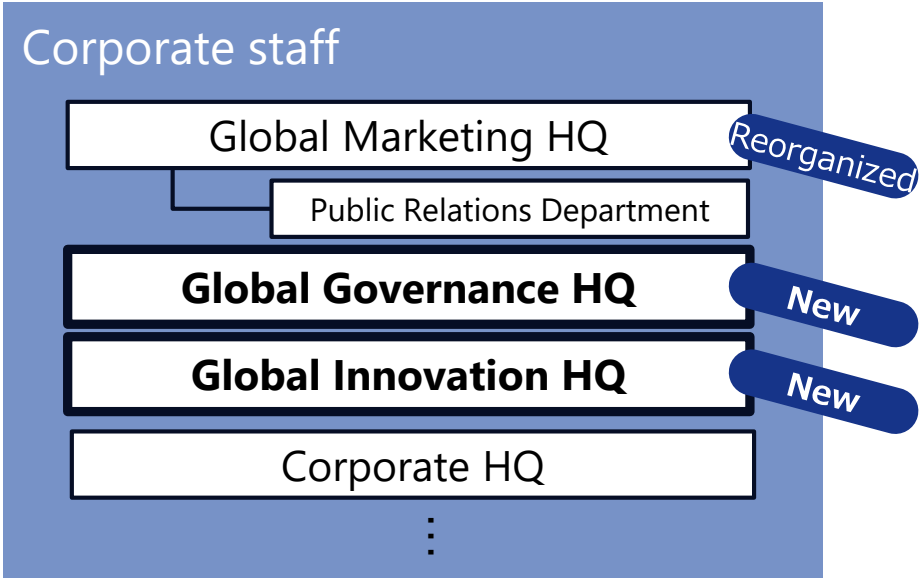 Corporate staff
Global Marketing HQ
Reorganized
Public Relations Department
Global Governance HQ
New
Global Innovation HQ
New
Corporate HQ
⋮